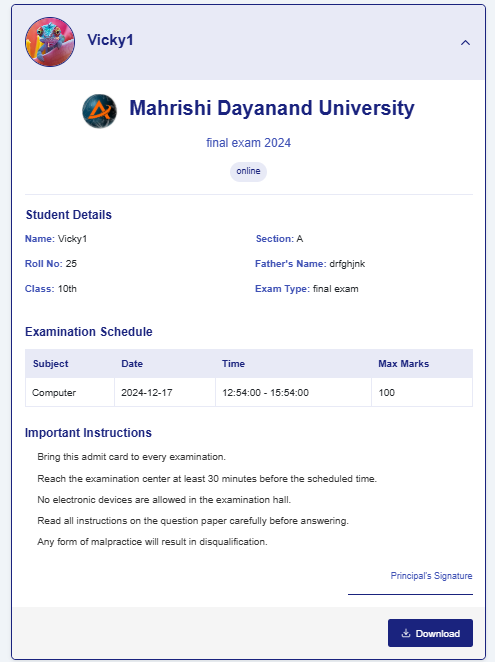 Vicky1
Mahrishi Dayanand University
final exam 2024
online
Student Details
Name: Vicky1 Section: A
Roll No: 25 Father's Name: drfghjnk
Class: 10th Exam Type: final exam
Examination Schedule
Subject Date Time Max Marks
Computer 2024-12-17 12:54:00 - 15:54:00 100
Important Instructions
Bring this admit card to every examination.
Reach the examination center at least 30 minutes before the scheduled time.
No electronic devices are allowed in the examination hall.
Read all instructions on the question paper carefully before answering.
Any form of malpractice will result in disqualification.
Principal's Signature
Download